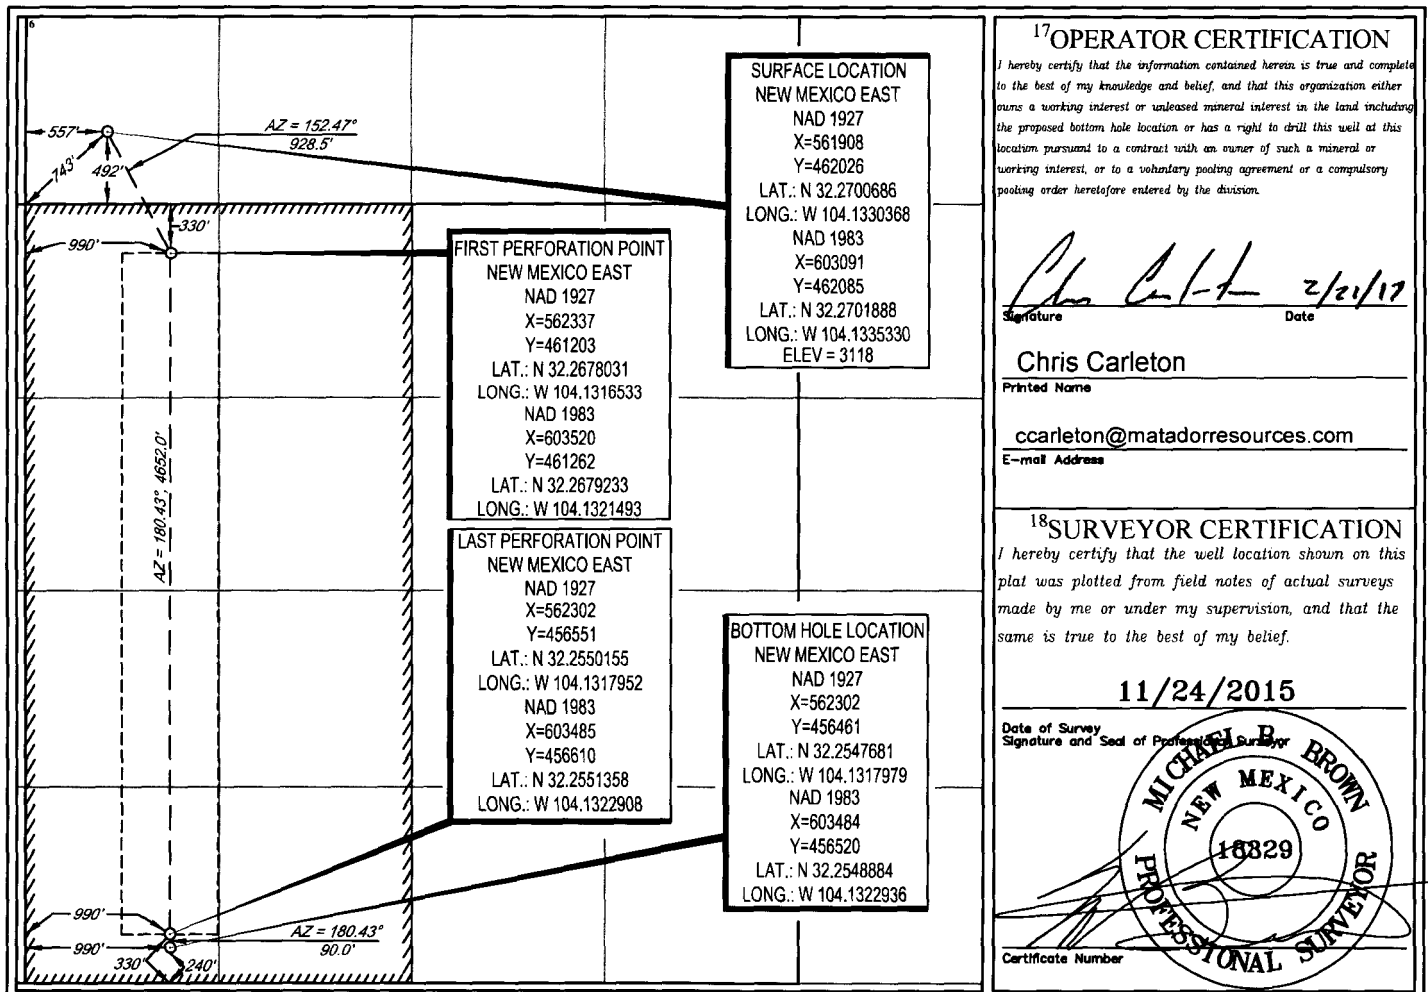 6
557'
743'
492'
AZ = 152.47°
928.5'
330'
990'
AZ = 180.43°, 4652.0'
990'
990'
330'
240'
AZ = 180.43°
90.0'
SURFACE LOCATION
NEW MEXICO EAST
NAD 1927
X=561908
Y=462026
LAT.: N 32.2700686
LONG.: W 104.1330368
NAD 1983
X=603091
Y=462085
LAT.: N 32.2701888
LONG.: W 104.1335330
ELEV = 3118
FIRST PERFORATION POINT
NEW MEXICO EAST
NAD 1927
X=562337
Y=461203
LAT.: N 32.2678031
LONG.: W 104.1316533
NAD 1983
X=603520
Y=461262
LAT.: N 32.2679233
LONG.: W 104.1321493
LAST PERFORATION POINT
NEW MEXICO EAST
NAD 1927
X=562302
Y=456551
LAT.: N 32.2550155
LONG.: W 104.1317952
NAD 1983
X=603485
Y=456610
LAT.: N 32.2551358
LONG.: W 104.1322908
BOTTOM HOLE LOCATION
NEW MEXICO EAST
NAD 1927
X=562302
Y=456461
LAT.: N 32.2547681
LONG.: W 104.1317979
NAD 1983
X=603484
Y=456520
LAT.: N 32.2548884
LONG.: W 104.1322936
17OPERATOR CERTIFICATION
I hereby certify that the information contained herein is true and complete
to the best of my knowledge and belief, and that this organization either
owns a working interest or unleased mineral interest in the land including
the proposed bottom hole location or has a right to drill this well at this
location pursuant to a contract with an owner of such a mineral or
working interest, or to a voluntary pooling agreement or a compulsory
pooling order heretofore entered by the division.
2/21/17
Signature Date
Chris Carleton
Printed Name
ccarleton@matadorresources.com
E-mail Address
18SURVEYOR CERTIFICATION
I hereby certify that the well location shown on this
plat was plotted from field notes of actual surveys
made by me or under my supervision, and that the
same is true to the best of my belief.
11/24/2015
Date of Survey
Signature and Seal of Professional Surveyor
MICHAEL B. BROWN
NEW MEXICO
18329
PROFESSIONAL SURVEYOR
Certificate Number